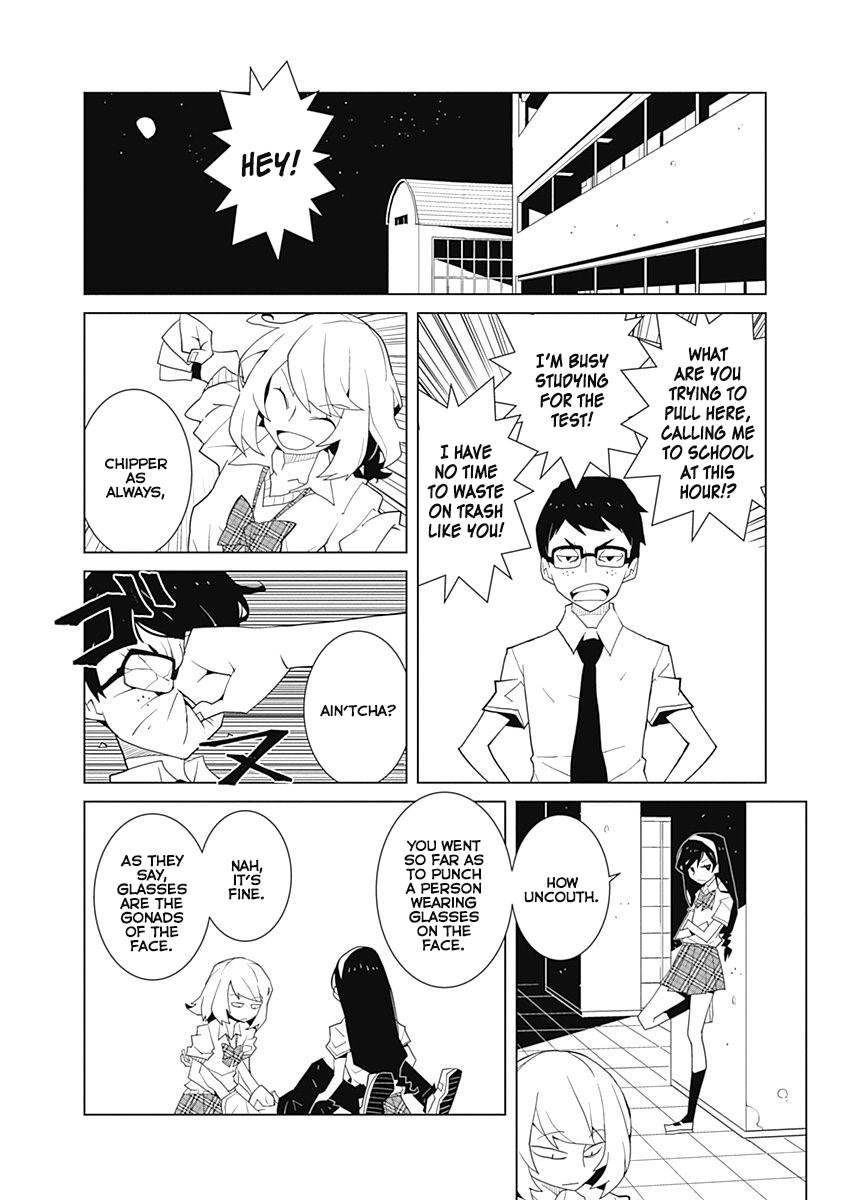 HEY!
WHAT
ARE YOU
TRYING TO
PULL HERE,
CALLING ME
TO SCHOOL
AT THIS
HOUR!?
I'M BUSY
STUDYING
FOR THE
TEST!
I HAVE
NO TIME
TO WASTE
ON TRASH
LIKE YOU!
CHIPPER
AS
ALWAYS,
ゴ
ヌ
AIN'TCHA?
HOW
UNCOUTH.
YOU WENT
SO FAR AS
TO PUNCH
A PERSON
WEARING
GLASSES
ON THE
FACE.
NAH,
IT'S
FINE.
AS THEY
SAY,
GLASSES
ARE THE
GONADS
OF THE
FACE.